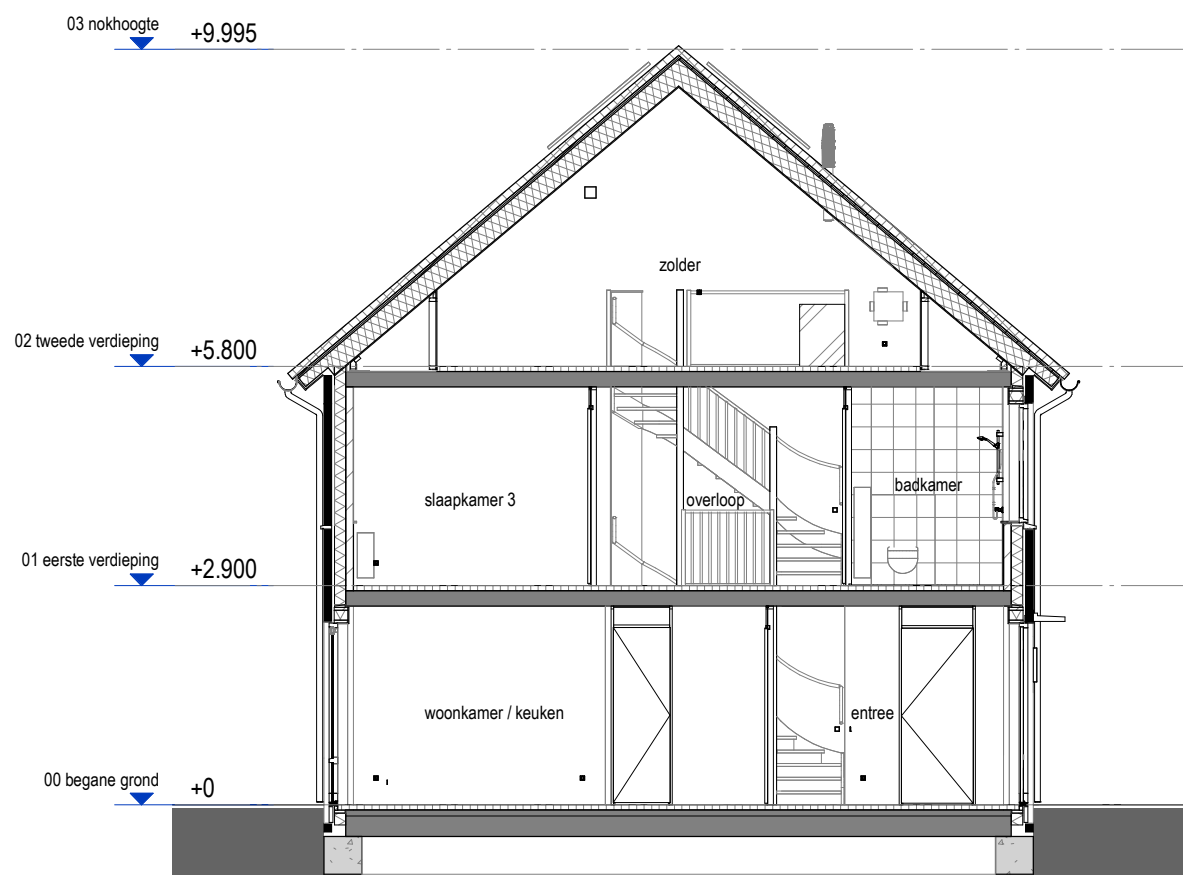 03 nokhoogte
+9.995
zolder
02 tweede verdieping
+5.800
slaapkamer 3
overloop
badkamer
01 eerste verdieping
+2.900
woonkamer / keuken
entree
00 begane grond
+0